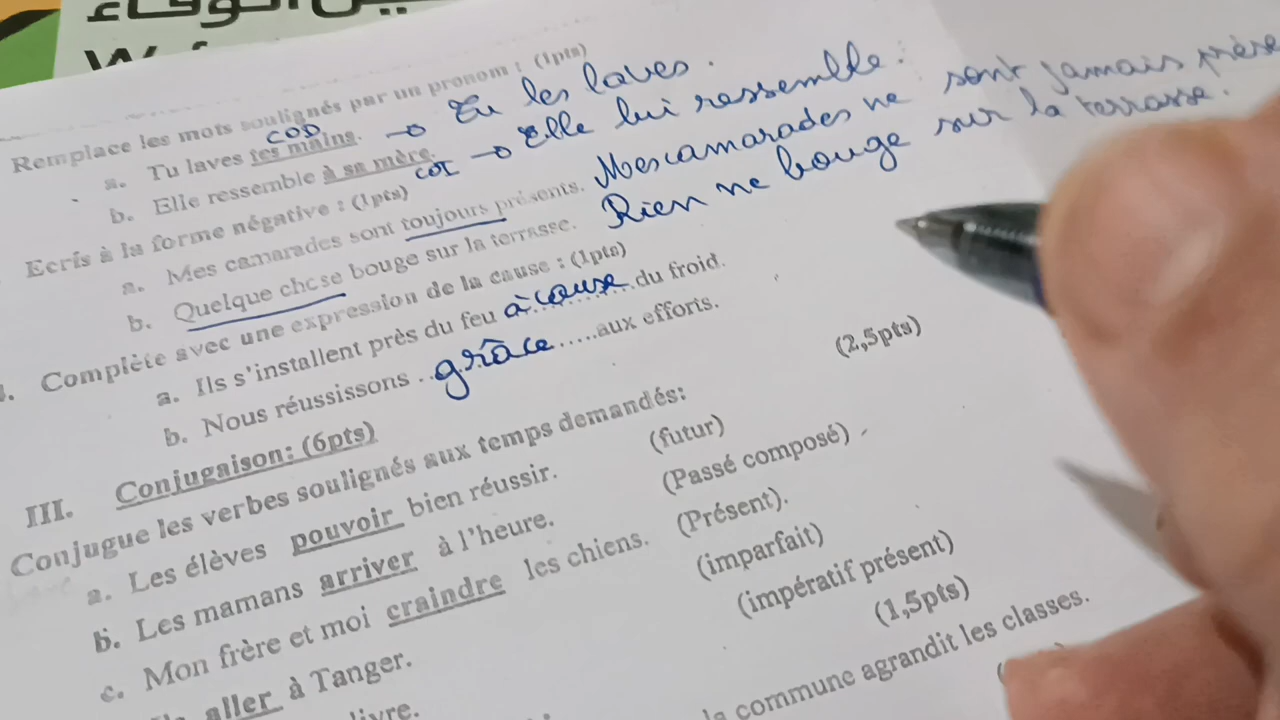 Remplace les mots soulignés par un pronom : (1pts)
COD
a. Tu laves tes mains. → Tu les laves.
b. Elle ressemble à sa mère. → Elle lui ressemble.
COI
Ecris à la forme négative : (1pts)
a. Mes camarades sont toujours présents. Mes camarades ne sont jamais
b. Quelque chose bouge sur la terrasse. Rien ne bouge sur la terrasse.
4. Complète avec une expression de la cause : (1pts)
a. Ils s'installent près du feu à cause du froid.
b. Nous réussissons .. grâce .....aux efforts.
III. Conjugaison: (6pts)
Conjugue les verbes soulignés aux temps demandés: (2,5pts)
a. Les élèves pouvoir bien réussir. (futur)
b. Les mamans arriver à l'heure. (Passé composé)
c. Mon frère et moi craindre les chiens. (Présent).
aller à Tanger. (imparfait)
livre. (impératif présent)
(1,5pts)
la commune agrandit les classes.